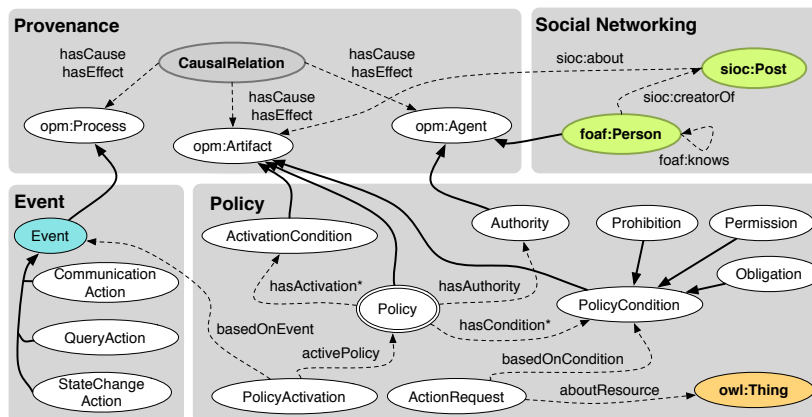 Provenance
Social Networking
hasCause
hasEffect
CausalRelation
hasCause
hasEffect
sioc:about
sioc:Post
hasCause
hasEffect
sioc:creatorOf
opm:Process
opm:Artifact
opm:Agent
foaf:Person
foaf:knows
Event
Policy
Event
ActivationCondition
Authority
Prohibition
Permission
Communication
Action
hasActivation*
hasAuthority
Obligation
Policy
PolicyCondition
QueryAction
basedOnEvent
hasCondition*
activePolicy
basedOnCondition
StateChange
Action
PolicyActivation
ActionRequest
aboutResource
owl:Thing